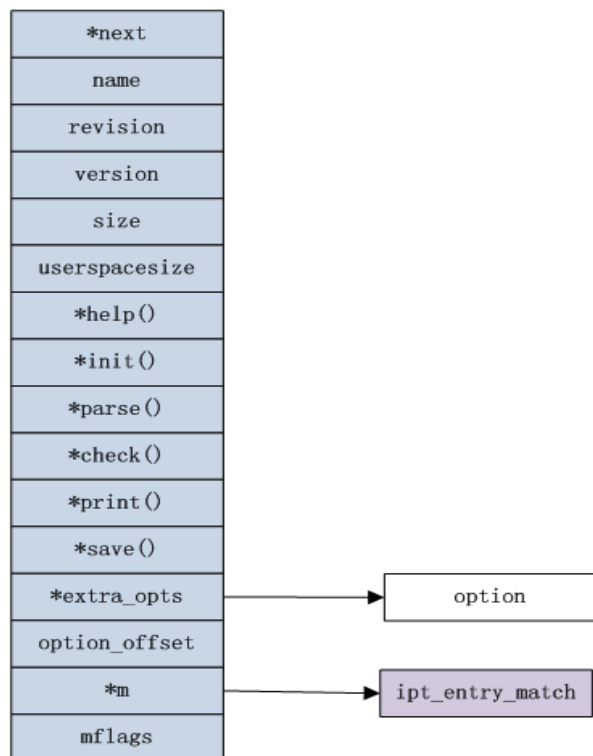 *next
name
revision
version
size
userspacesize
*help()
*init()
*parse()
*check()
*print()
*save()
*extra_opts
option
option_offset
*m
ipt_entry_match
mflags